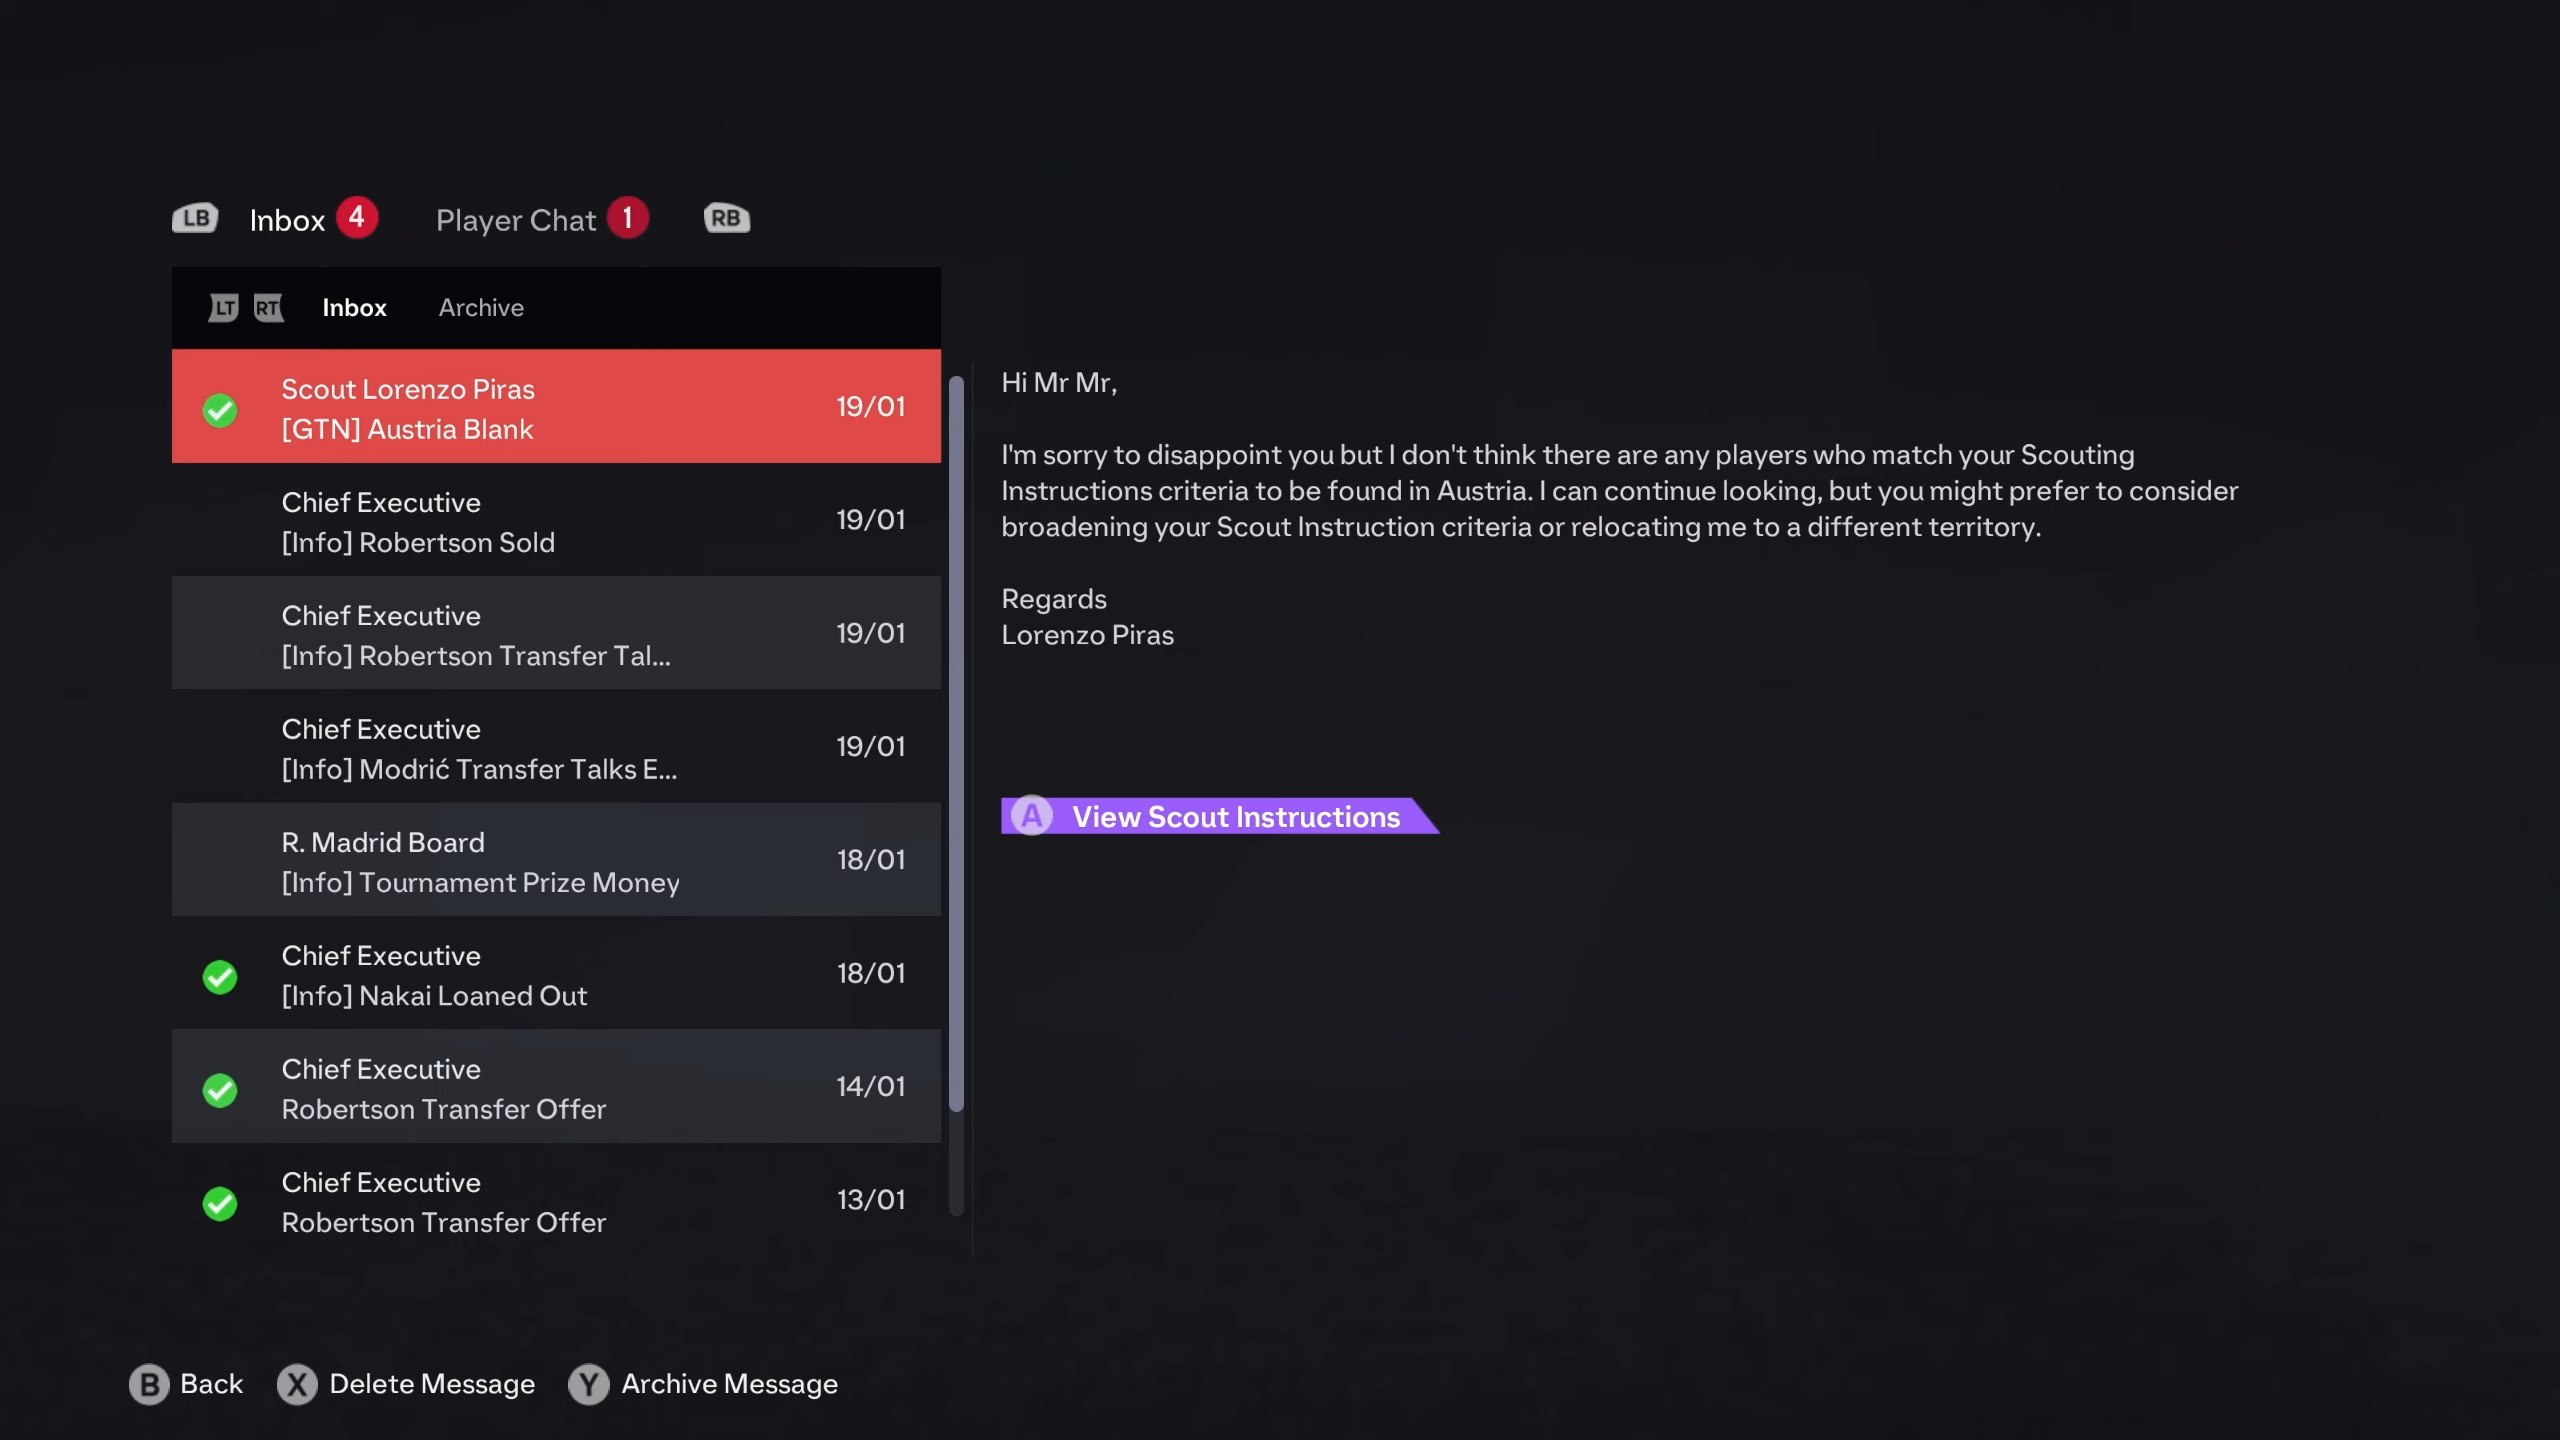 LB Inbox 4 Player Chat 1 RB
LT RT Inbox Archive
Scout Lorenzo Piras
[GTN] Austria Blank
19/01
Chief Executive
[Info] Robertson Sold
19/01
Chief Executive
[Info] Robertson Transfer Tal...
19/01
Chief Executive
[Info] Modrić Transfer Talks E...
19/01
R. Madrid Board
[Info] Tournament Prize Money
18/01
Chief Executive
[Info] Nakai Loaned Out
18/01
Chief Executive
Robertson Transfer Offer
14/01
Chief Executive
Robertson Transfer Offer
13/01
Hi Mr Mr,
I'm sorry to disappoint you but I don't think there are any players who match your Scouting
Instructions criteria to be found in Austria. I can continue looking, but you might prefer to consider
broadening your Scout Instruction criteria or relocating me to a different territory.
Regards
Lorenzo Piras
A View Scout Instructions
B Back X Delete Message Y Archive Message